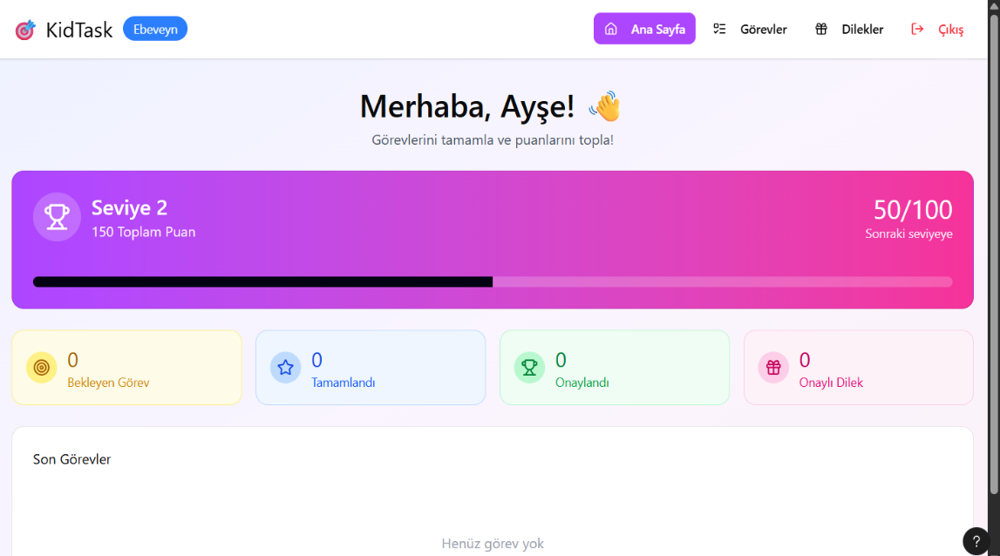 KidTask Ebeveyn Ana Sayfa Görevler Dilekler Çıkış
Merhaba, Ayşe!
Görevlerini tamamla ve puanlarını topla!
Seviye 2
150 Toplam Puan
50/100
Sonraki seviyeye
0
Bekleyen Görev
0
Tamamlandı
0
Onaylandı
0
Onaylı Dilek
Son Görevler
Henüz görev yok
?